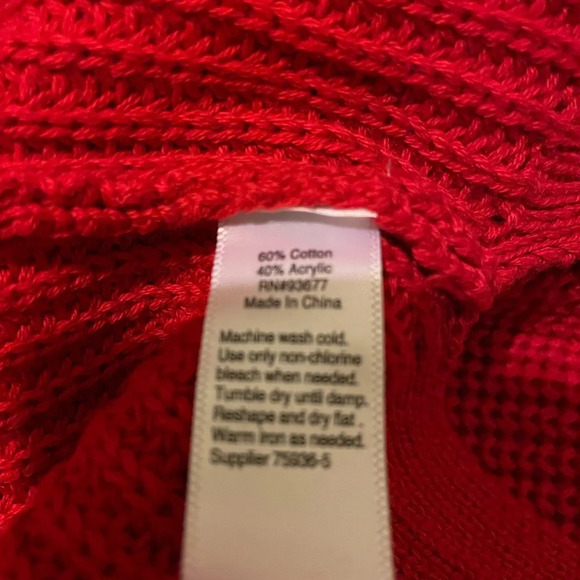 60% Cotton
40% Acrylic
RN#93677
Made In China
Machine wash cold.
Use only non-chlorine
bleach when needed.
Tumble dry until damp.
Reshape and dry flat .
Warm iron as needed.
Supplier 75936-5